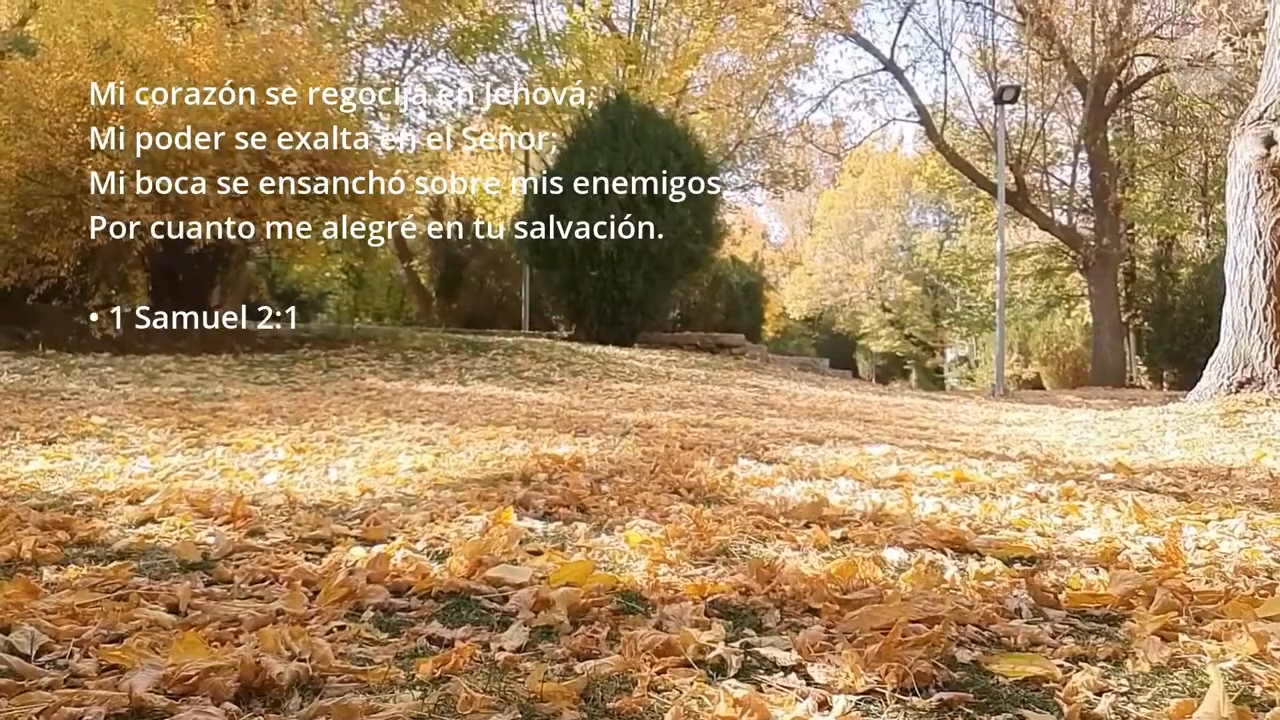 Mi corazón se regocija en Jehová,
Mi poder se exalta en el Señor;
Mi boca se ensanchó sobre mis enemigos
Por cuanto me alegré en tu salvación.
• 1 Samuel 2:1